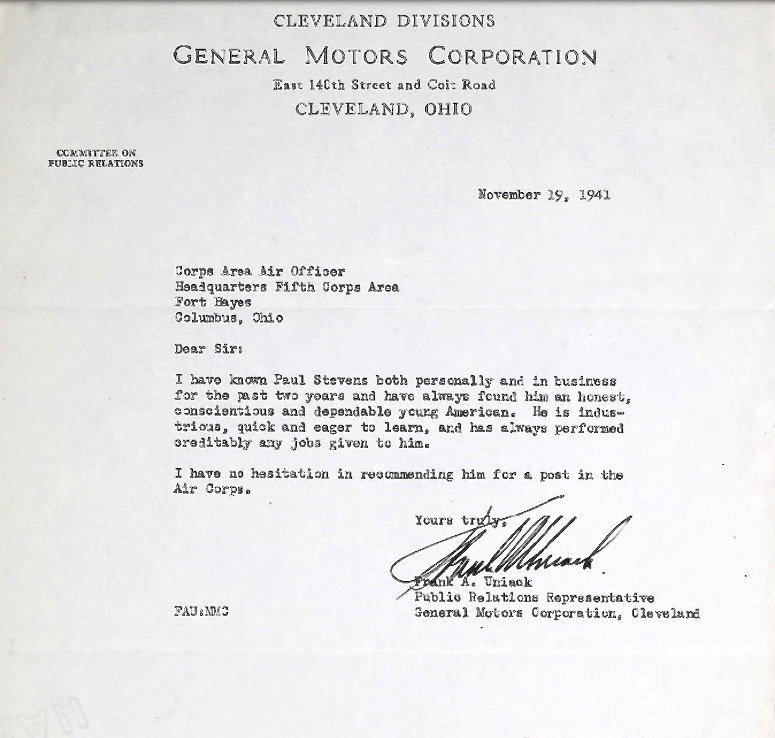 CLEVELAND DIVISIONS
GENERAL MOTORS CORPORATION
East 140th Street and Coit Road
CLEVELAND, OHIO
COMMITTEE ON
PUBLIC RELATIONS
November 19, 1941
Corps Area Air Officer
Headquarters Fifth Corps Area
Fort Hayes
Columbus, Ohio
Dear Sir:
I have known Paul Stevens both personally and in business
for the past two years and have always found him an honest,
conscientious and dependable young American. He is indus-
trious, quick and eager to learn, and has always performed
creditably any jobs given to him.
I have no hesitation in recommending him for a post in the
Air Corps.
Yours truly,
Frank A. Uniack
Frank A. Uniack
Public Relations Representative
FAU:MMC
General Motors Corporation, Cleveland